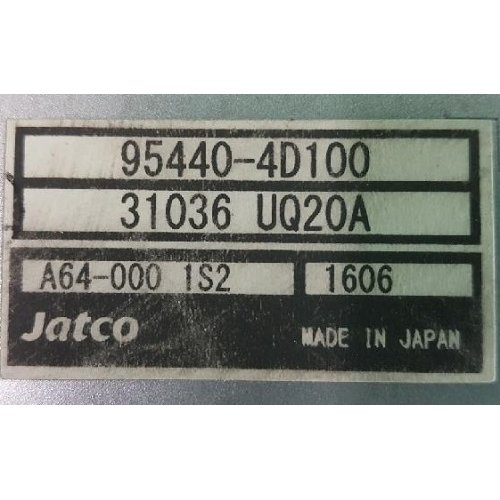 95440-4D100
31036 UQ20A
A64-000 1S2 1606
Jatco MADE IN JAPAN